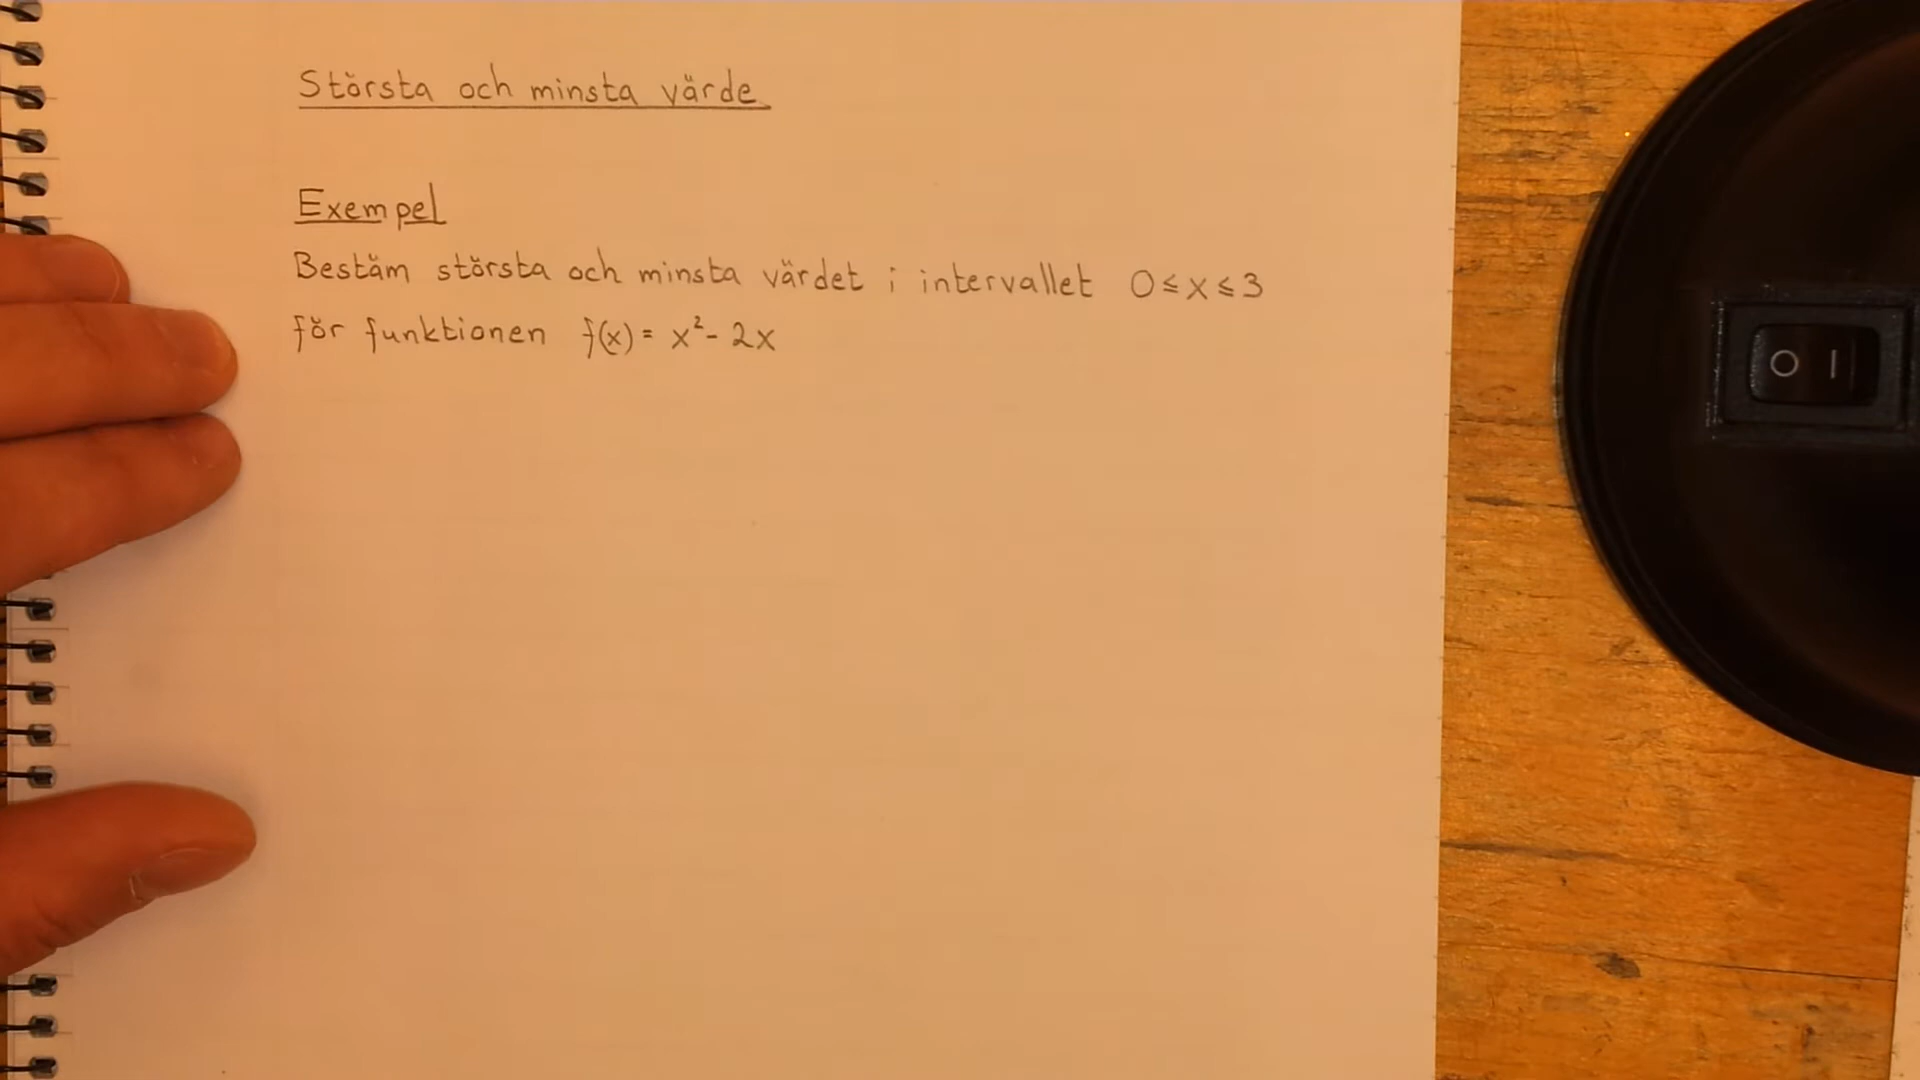 Största och minsta värde
Exempel
Bestäm största och minsta värdet i intervallet 0≤x≤3
för funktionen f(x) = x²- 2x
O I